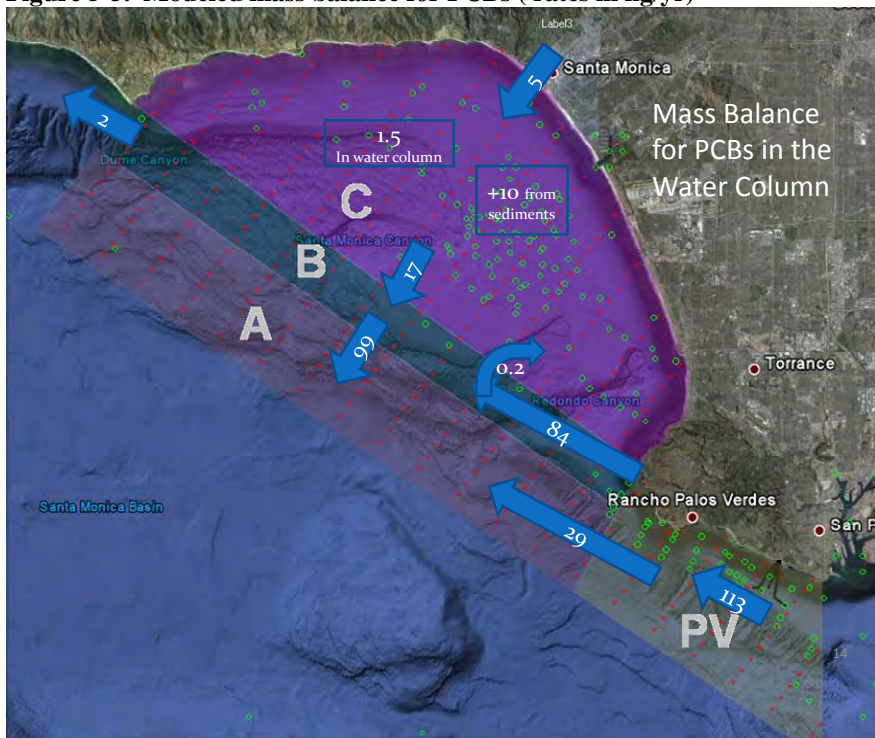 Label3
Santa Monica
5
Mass Balance
for PCBs in the
Water Column
2
Dume Canyon
1.5
In water column
+10 from
sediments
C
Santa Monica Canyon
B
17
A
99
0.2
Torrance
Redondo Canyon
84
Santa Monica Basin
Rancho Palos Verdes
San P
29
113
PV
14